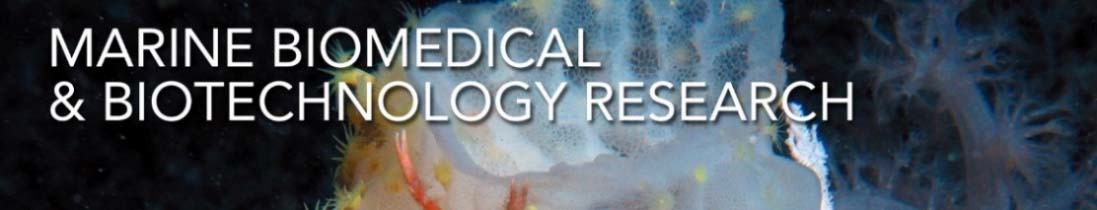 MARINE BIOMEDICAL
& BIOTECHNOLOGY RESEARCH